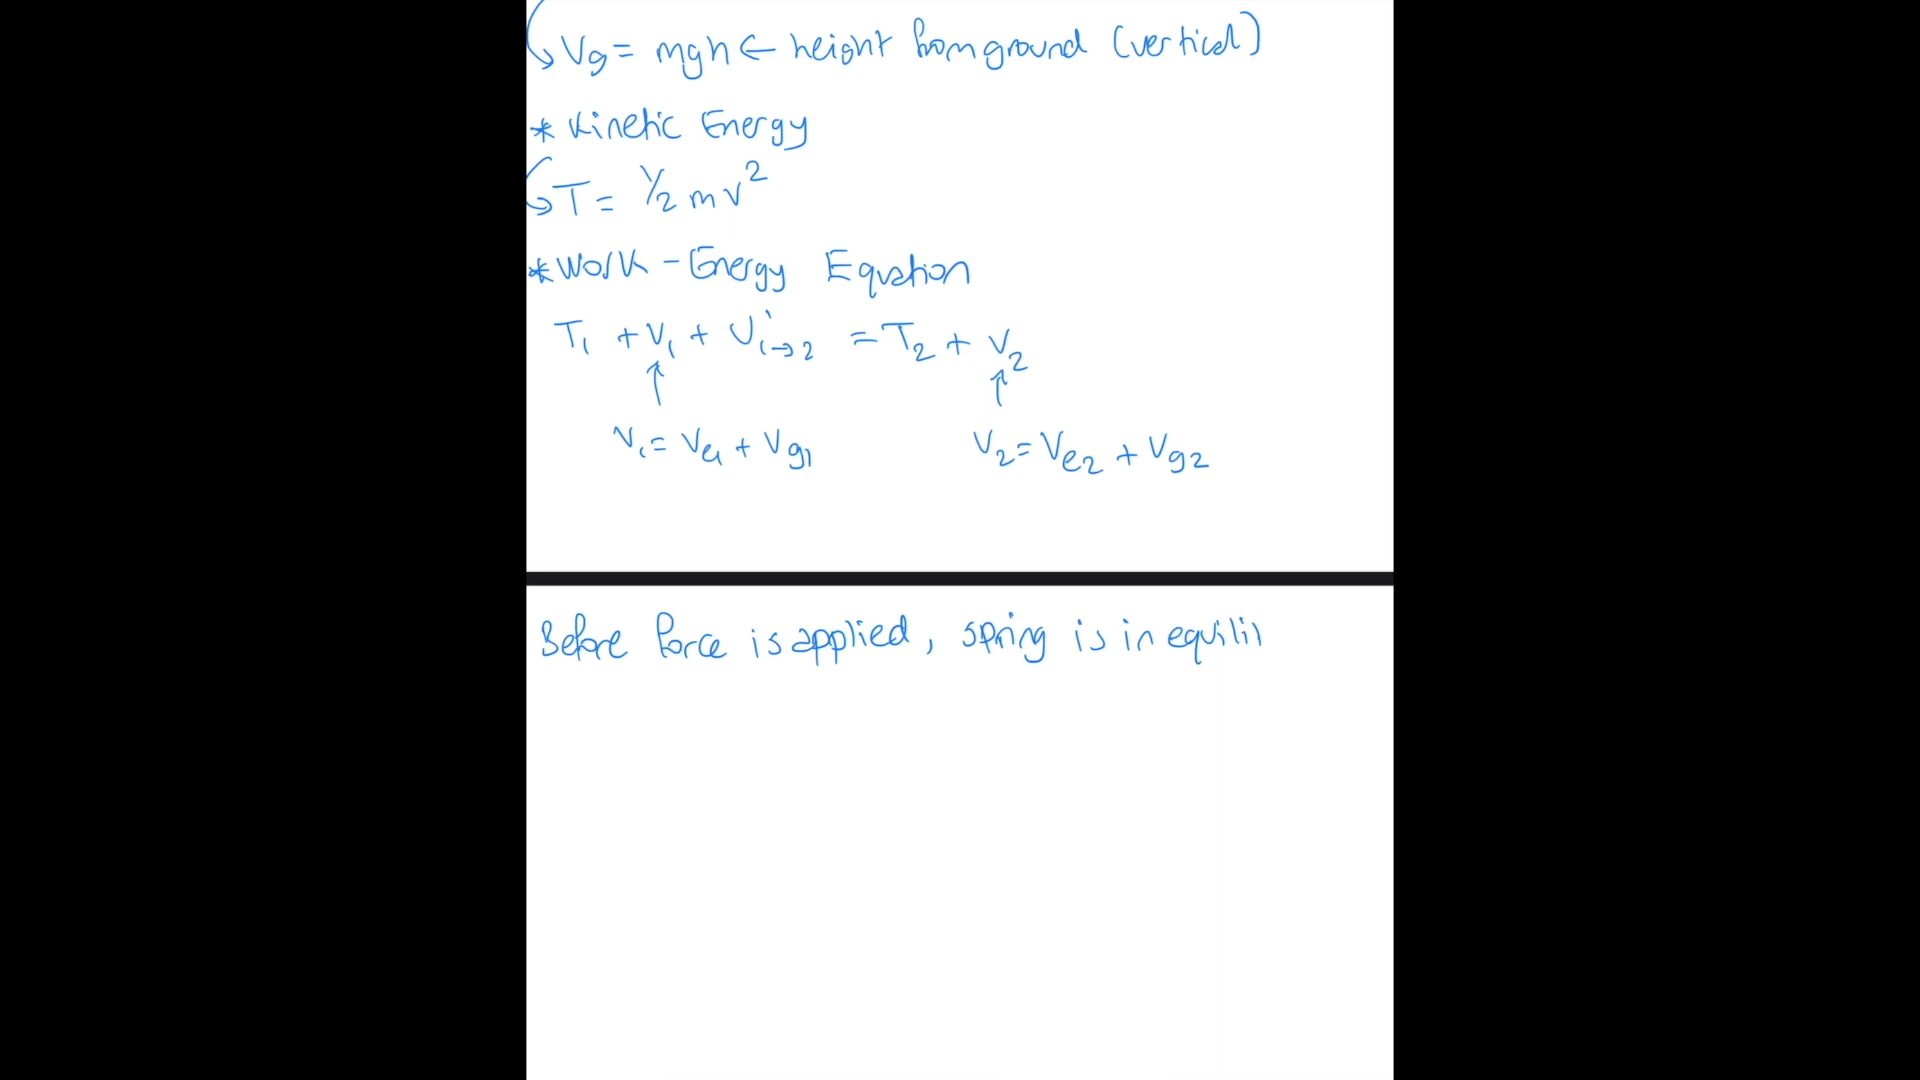 Vg = mgh ← height from ground (vertical)
* Kinetic Energy
T = 1/2 mv²
* Work - Energy Equation
T₁ + V₁ + U'₁→₂ = T₂ + V₂
↑ ↑
V₁ = Ve₁ + Vg₁ V₂ = Ve₂ + Vg₂
Before force is applied, spring is in equili